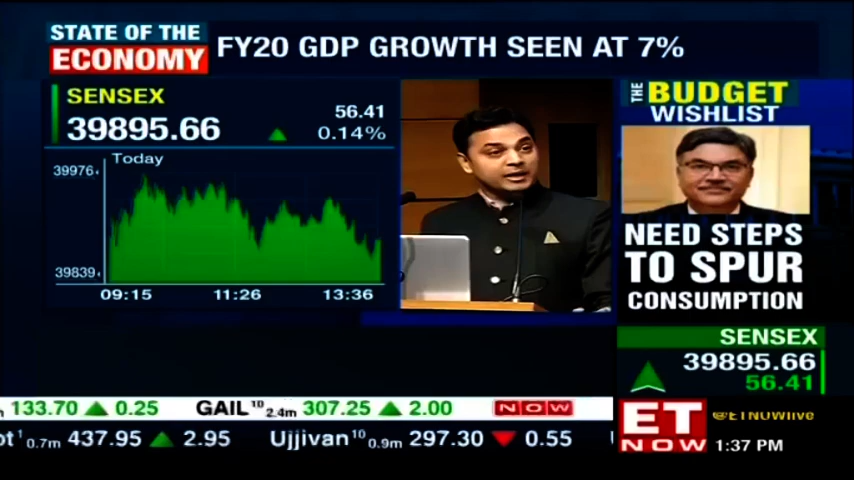 STATE OF THE
ECONOMY
FY20 GDP GROWTH SEEN AT 7%
SENSEX
39895.66
56.41
0.14%
Today
39976
39839
09:15 11:26 13:36
THE BUDGET
WISHLIST
NEED STEPS
TO SPUR
CONSUMPTION
SENSEX
39895.66
56.41
133.70 0.25 GAIL 10 2.4m 307.25 2.00 NOW
1 0.7m 437.95 2.95 Ujjivan 10 0.9m 297.30 0.55
ET
NOW
@ETNOWlive
1:37 PM